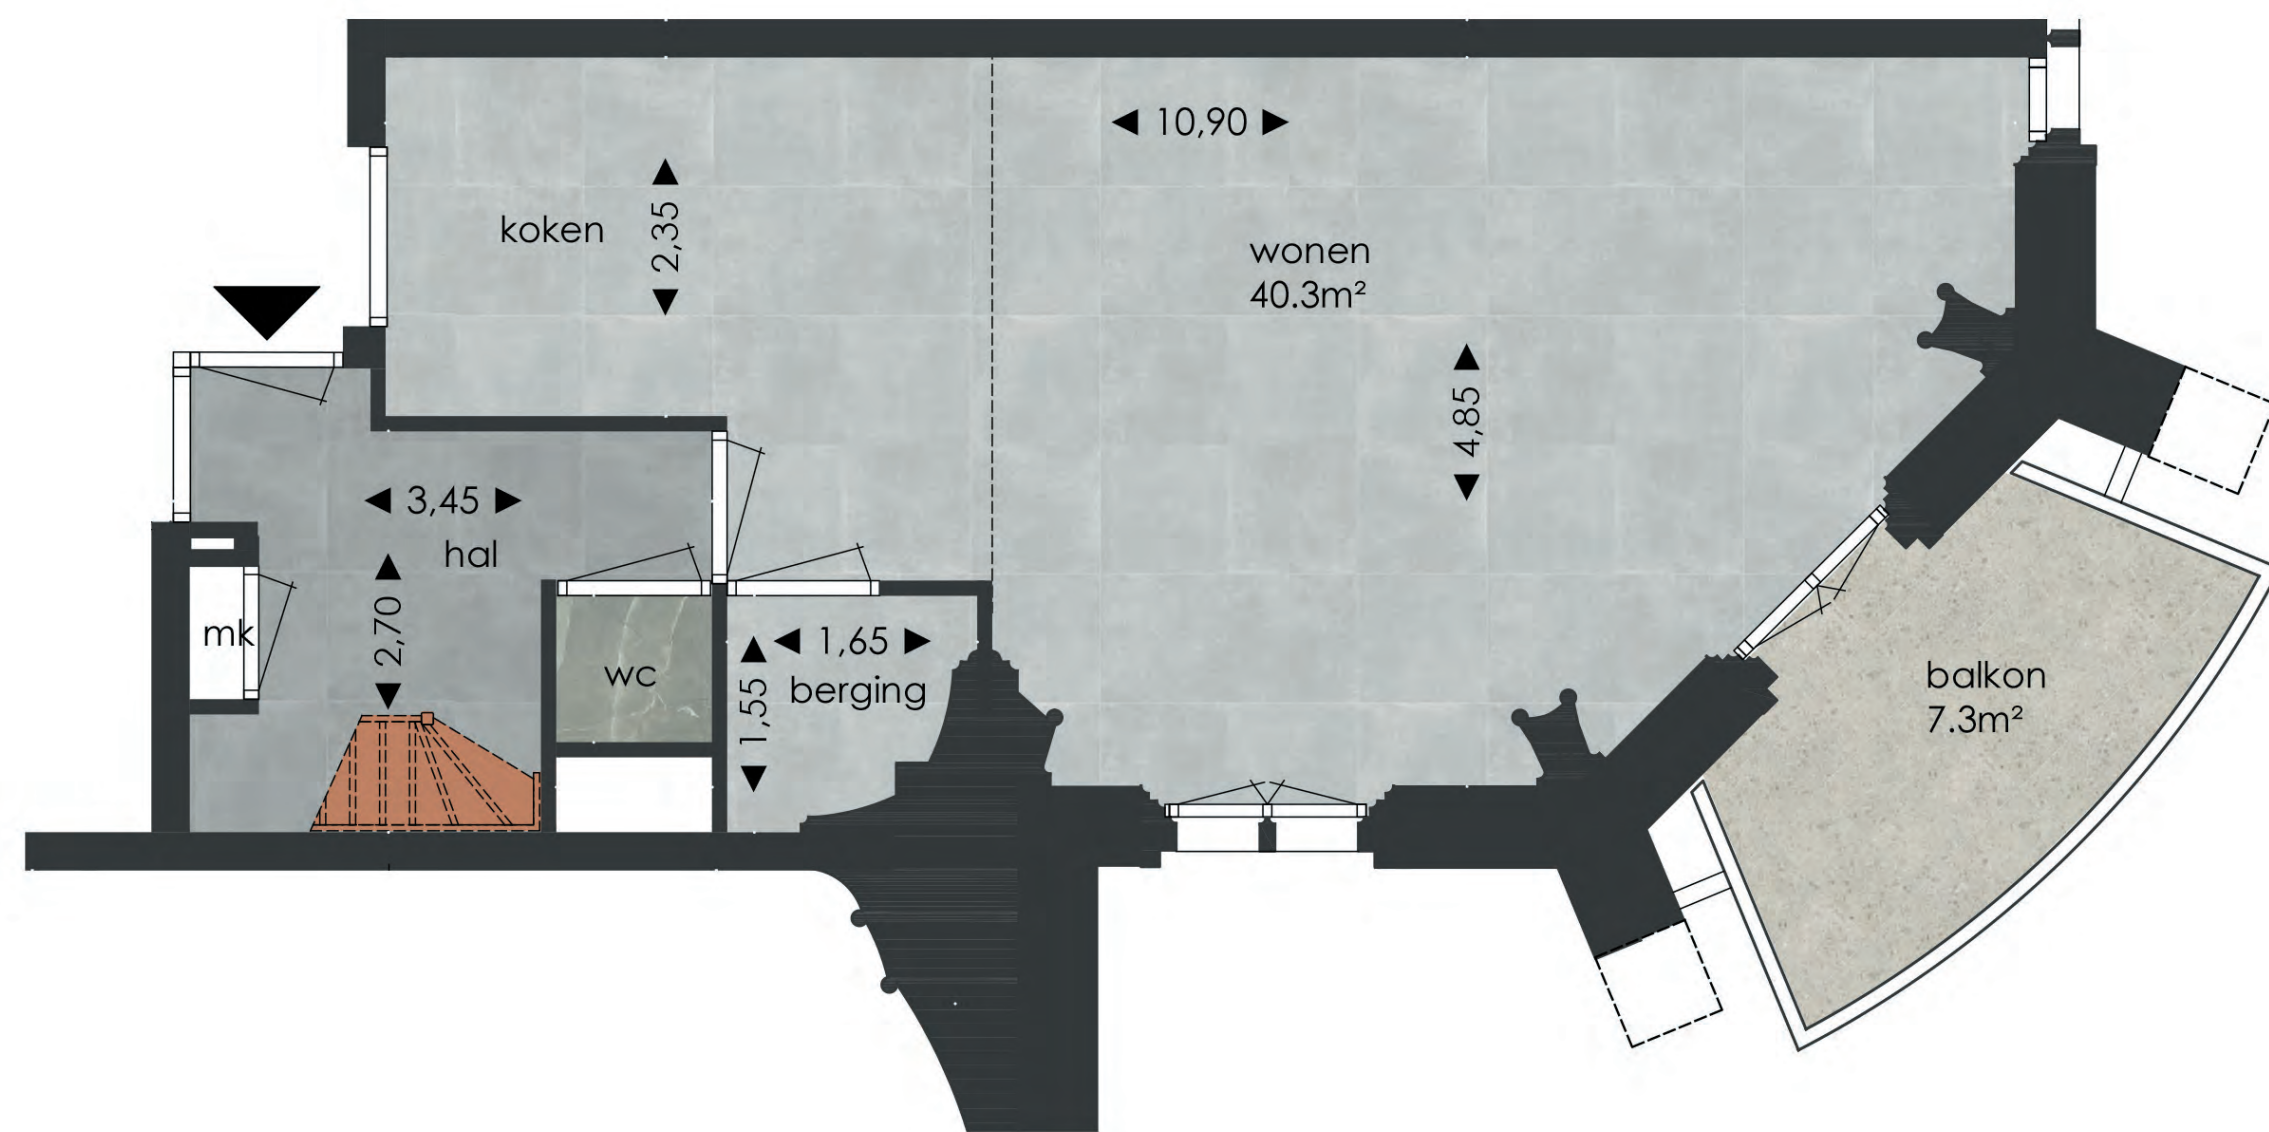 10,90
koken
2,35
wonen
40.3m²
4,85
3,45
hal
2,70
mk
wc
1,65
berging
1,55
balkon
7.3m²